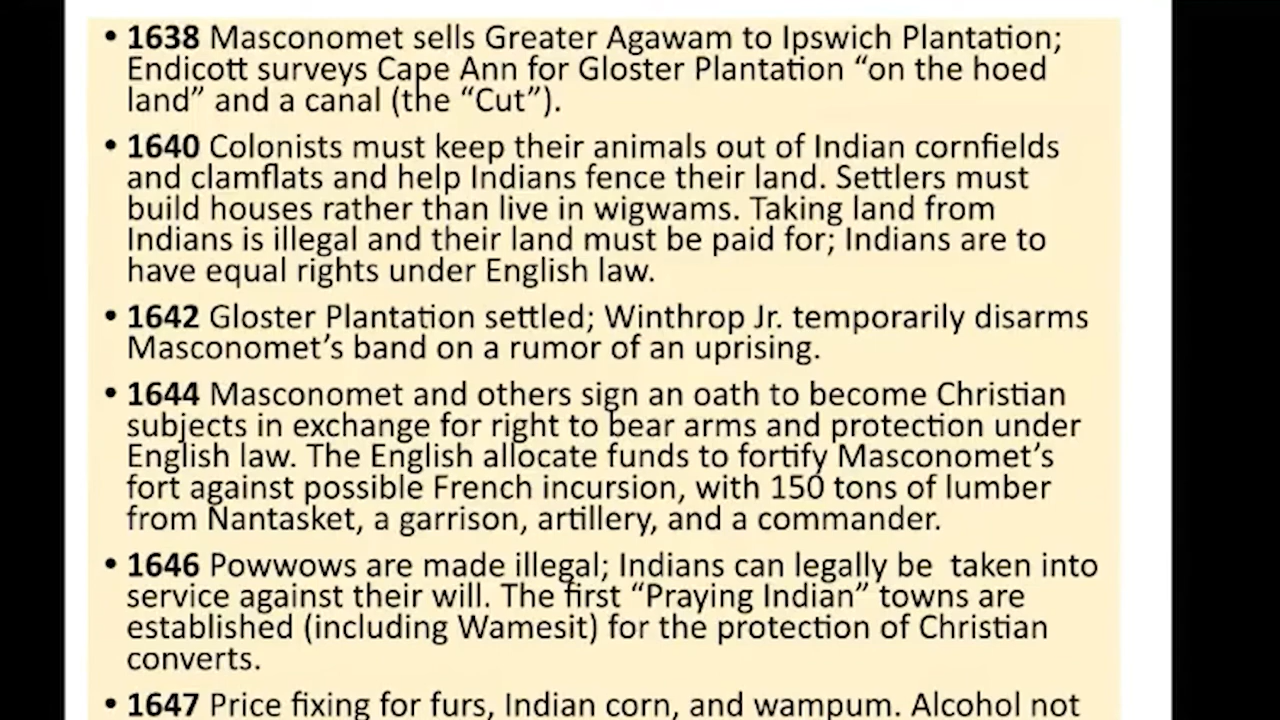 • 1638 Masconomet sells Greater Agawam to Ipswich Plantation;
Endicott surveys Cape Ann for Gloster Plantation “on the hoed
land” and a canal (the “Cut”).
• 1640 Colonists must keep their animals out of Indian cornfields
and clamflats and help Indians fence their land. Settlers must
build houses rather than live in wigwams. Taking land from
Indians is illegal and their land must be paid for; Indians are to
have equal rights under English law.
• 1642 Gloster Plantation settled; Winthrop Jr. temporarily disarms
Masconomet’s band on a rumor of an uprising.
• 1644 Masconomet and others sign an oath to become Christian
subjects in exchange for right to bear arms and protection under
English law. The English allocate funds to fortify Masconomet’s
fort against possible French incursion, with 150 tons of lumber
from Nantasket, a garrison, artillery, and a commander.
• 1646 Powwows are made illegal; Indians can legally be  taken into
service against their will. The first “Praying Indian” towns are
established (including Wamesit) for the protection of Christian
converts.
• 1647 Price fixing for furs, Indian corn, and wampum. Alcohol not